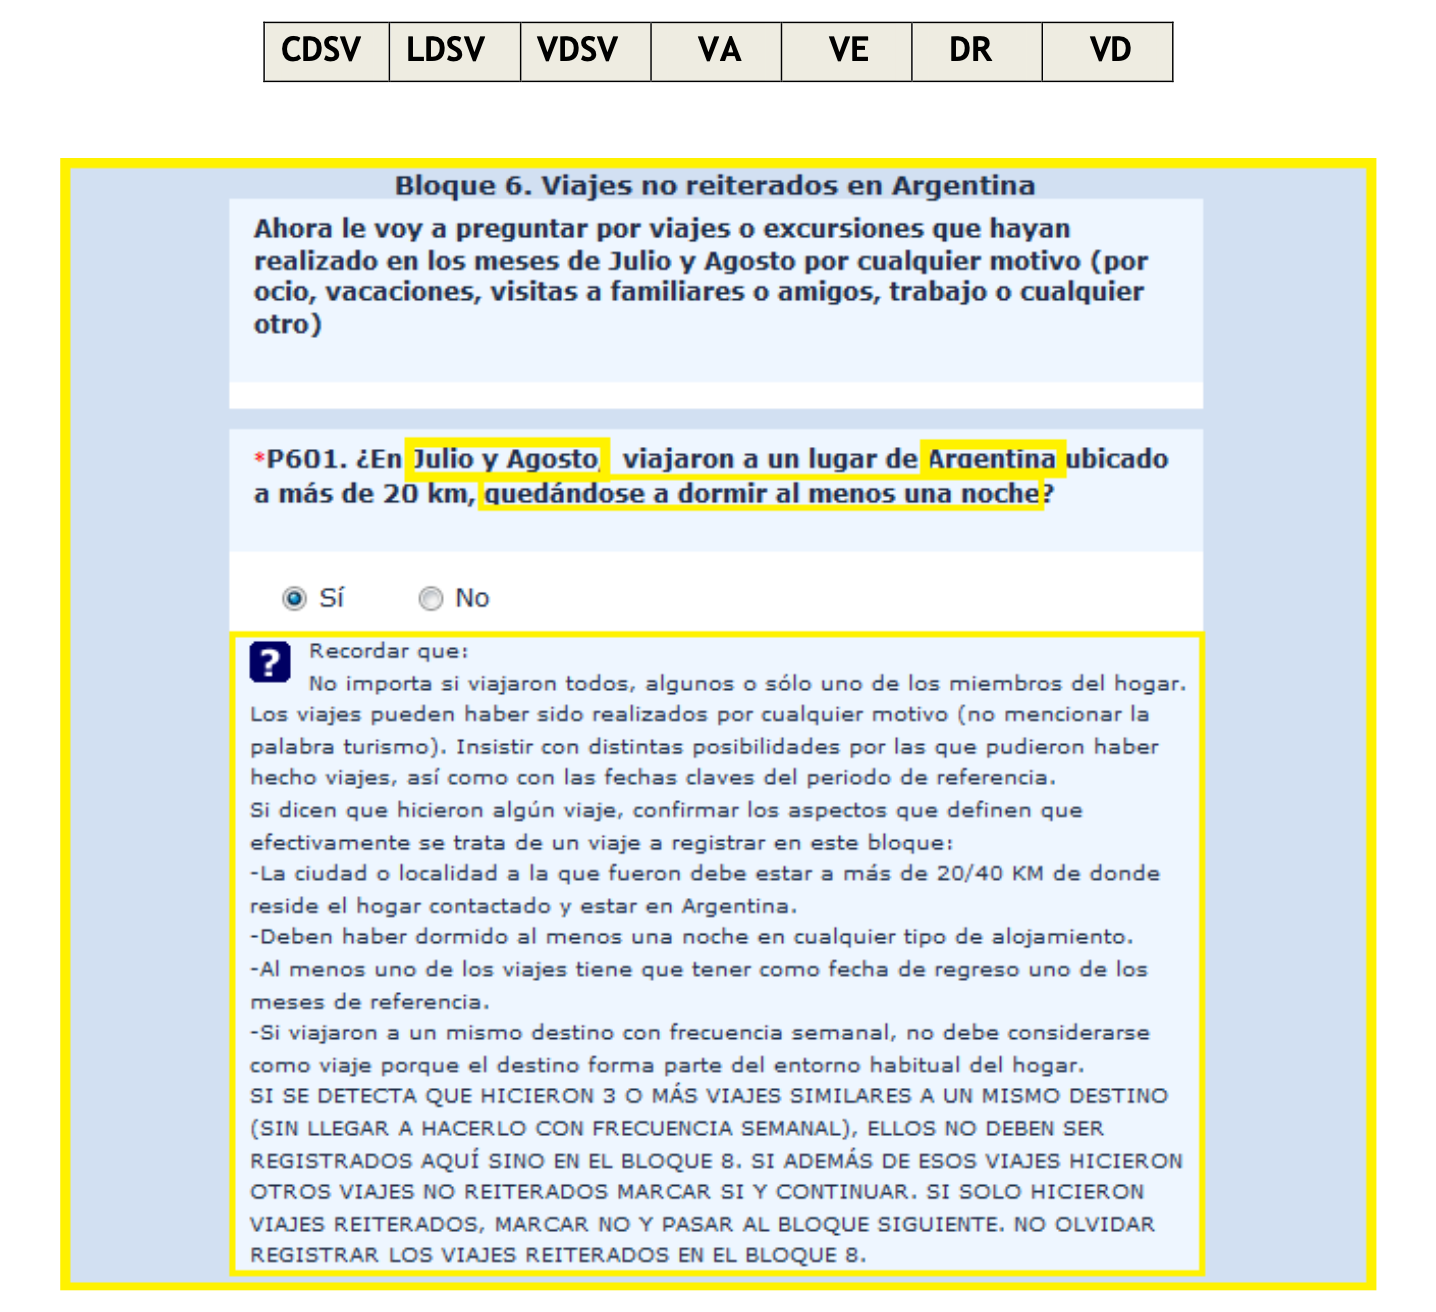 CDSV LDSV VDSV VA VE DR VD
Bloque 6. Viajes no reiterados en Argentina
Ahora le voy a preguntar por viajes o excursiones que hayan
realizado en los meses de Julio y Agosto por cualquier motivo (por
ocio, vacaciones, visitas a familiares o amigos, trabajo o cualquier
otro)
*P601. ¿En Julio y Agosto, viajaron a un lugar de Argentina ubicado
a más de 20 km, quedándose a dormir al menos una noche?
Sí No
? Recordar que:
No importa si viajaron todos, algunos o sólo uno de los miembros del hogar.
Los viajes pueden haber sido realizados por cualquier motivo (no mencionar la
palabra turismo). Insistir con distintas posibilidades por las que pudieron haber
hecho viajes, así como con las fechas claves del periodo de referencia.
Si dicen que hicieron algún viaje, confirmar los aspectos que definen que
efectivamente se trata de un viaje a registrar en este bloque:
-La ciudad o localidad a la que fueron debe estar a más de 20/40 KM de donde
reside el hogar contactado y estar en Argentina.
-Deben haber dormido al menos una noche en cualquier tipo de alojamiento.
-Al menos uno de los viajes tiene que tener como fecha de regreso uno de los
meses de referencia.
-Si viajaron a un mismo destino con frecuencia semanal, no debe considerarse
como viaje porque el destino forma parte del entorno habitual del hogar.
SI SE DETECTA QUE HICIERON 3 O MÁS VIAJES SIMILARES A UN MISMO DESTINO
(SIN LLEGAR A HACERLO CON FRECUENCIA SEMANAL), ELLOS NO DEBEN SER
REGISTRADOS AQUÍ SINO EN EL BLOQUE 8. SI ADEMÁS DE ESOS VIAJES HICIERON
OTROS VIAJES NO REITERADOS MARCAR SI Y CONTINUAR. SI SOLO HICIERON
VIAJES REITERADOS, MARCAR NO Y PASAR AL BLOQUE SIGUIENTE. NO OLVIDAR
REGISTRAR LOS VIAJES REITERADOS EN EL BLOQUE 8.